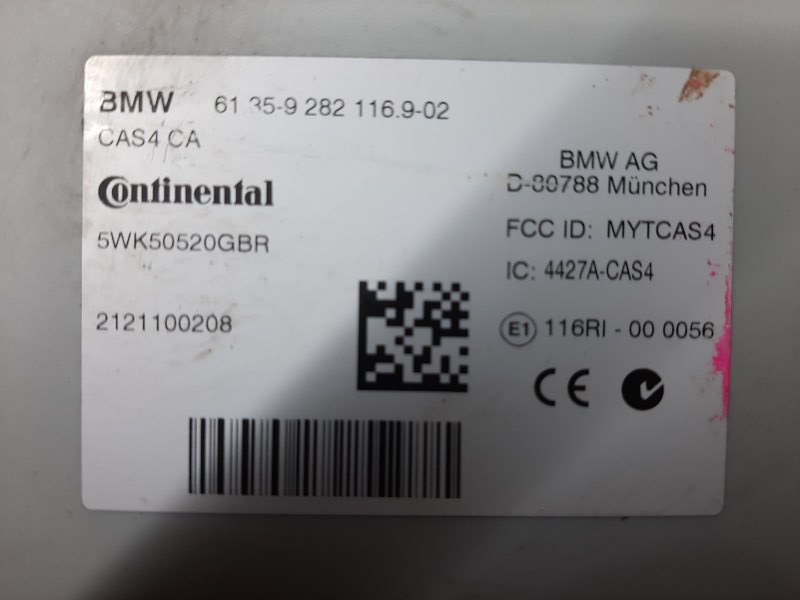 BMW 61 35-9 282 116.9-02
CAS4 CA
Continental
5WK50520GBR
2121100208
BMW AG
D-80788 München
FCC ID: MYTCAS4
IC: 4427A-CAS4
E1 116RI - 00 0056
CE